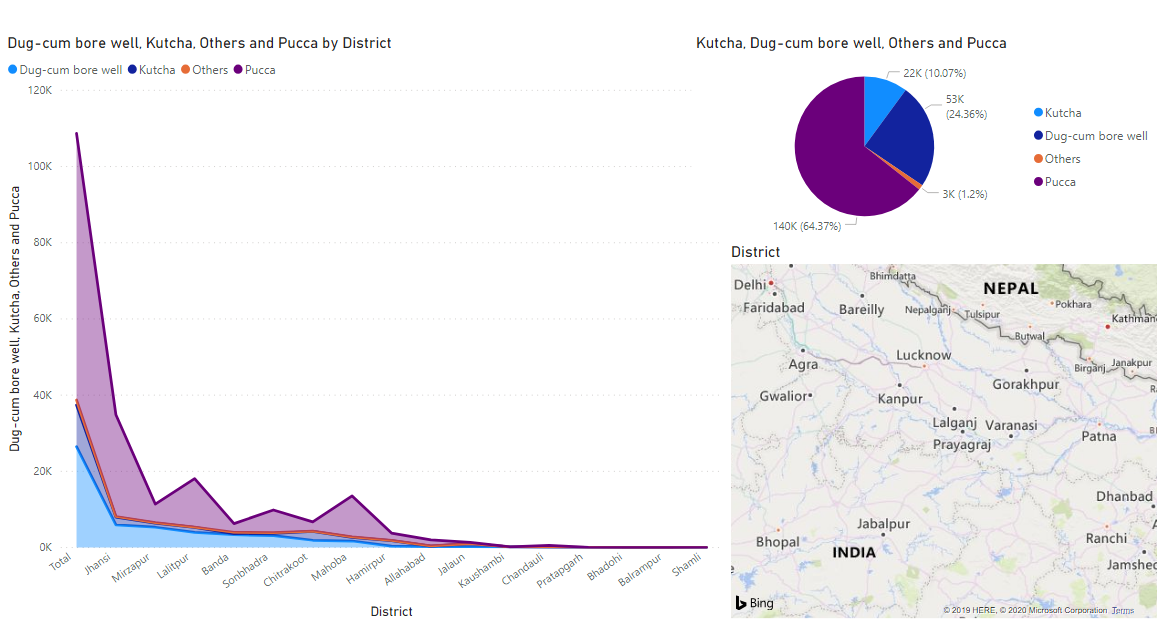 Dug-cum bore well, Kutcha, Others and Pucca by District
Dug-cum bore well Kutcha Others Pucca
Dug-cum bore well, Kutcha, Others and Pucca
120K
100K
80K
60K
40K
20K
0K
Total
Jhansi
Mirzapur
Lalitpur
Banda
Sonbhadra
Chitrakoot
Mahoba
Hamirpur
Allahabad
Jalaun
Kaushambi
Chandauli
Pratapgarh
Bhadohi
Balrampur
Shamli
District
Kutcha, Dug-cum bore well, Others and Pucca
22K (10.07%)
53K
(24.36%)
3K (1.2%)
140K (64.37%)
Kutcha
Dug-cum bore well
Others
Pucca
District
Bhimdatta
Delhi
NEPAL
Faridabad
Bareilly
Nepalganj
Tulsipur
Pokhara
Kathman
Butwal
Agra
Lucknow
Birganj
Janakpur
Gwalior
Kanpur
Gorakhpur
Lalganj
Varanasi
Prayagraj
Patna
Dhanbad
Jabalpur
Bhopal
INDIA
Ranchi
Jamshed
Bing
© 2019 HERE, © 2020 Microsoft Corporation Terms